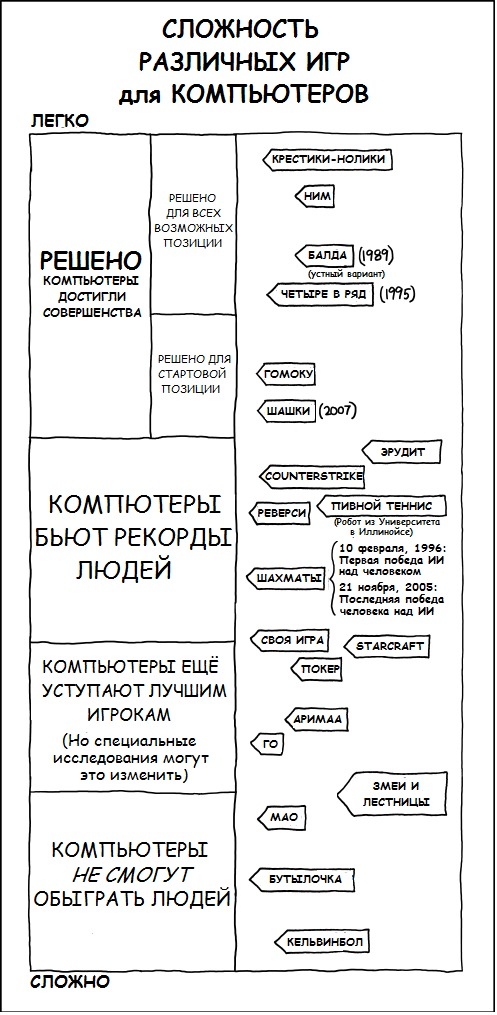 СЛОЖНОСТЬ
РАЗЛИЧНЫХ ИГР
для КОМПЬЮТЕРОВ
ЛЕГКО
РЕШЕНО
КОМПЬЮТЕРЫ
ДОСТИГЛИ
СОВЕРШЕНСТВА
РЕШЕНО
ДЛЯ ВСЕХ
ВОЗМОЖНЫХ
ПОЗИЦИИ
КРЕСТИКИ-НОЛИКИ
НИМ
БАЛДА (1989)
(устный вариант)
ЧЕТЫРЕ В РЯД (1995)
РЕШЕНО ДЛЯ
СТАРТОВОЙ
ПОЗИЦИИ
ГОМОКУ
ШАШКИ (2007)
КОМПЮТЕРЫ
БЬЮТ РЕКОРДЫ
ЛЮДЕЙ
ЭРУДИТ
COUNTERSTRIKE
РЕВЕРСИ
ПИВНОЙ ТЕННИС
(Робот из Университета
в Иллинойсе)
ШАХМАТЫ
10 февраля, 1996:
Первая победа ИИ
над человеком
21 ноября, 2005:
Последняя победа
человека над ИИ
КОМПЬЮТЕРЫ ЕЩЁ
УСТУПАЮТ ЛУЧШИМ
ИГРОКАМ
(Но специальные
исследования могут
это изменить)
СВОЯ ИГРА
STARCRAFT
ПОКЕР
АРИМАА
ГО
КОМПЬЮТЕРЫ
НЕ СМОГУТ
ОБЫГРАТЬ ЛЮДЕЙ
ЗМЕИ И
ЛЕСТНИЦЫ
МАО
БУТЫЛОЧКА
КЕЛЬВИНБОЛ
СЛОЖНО